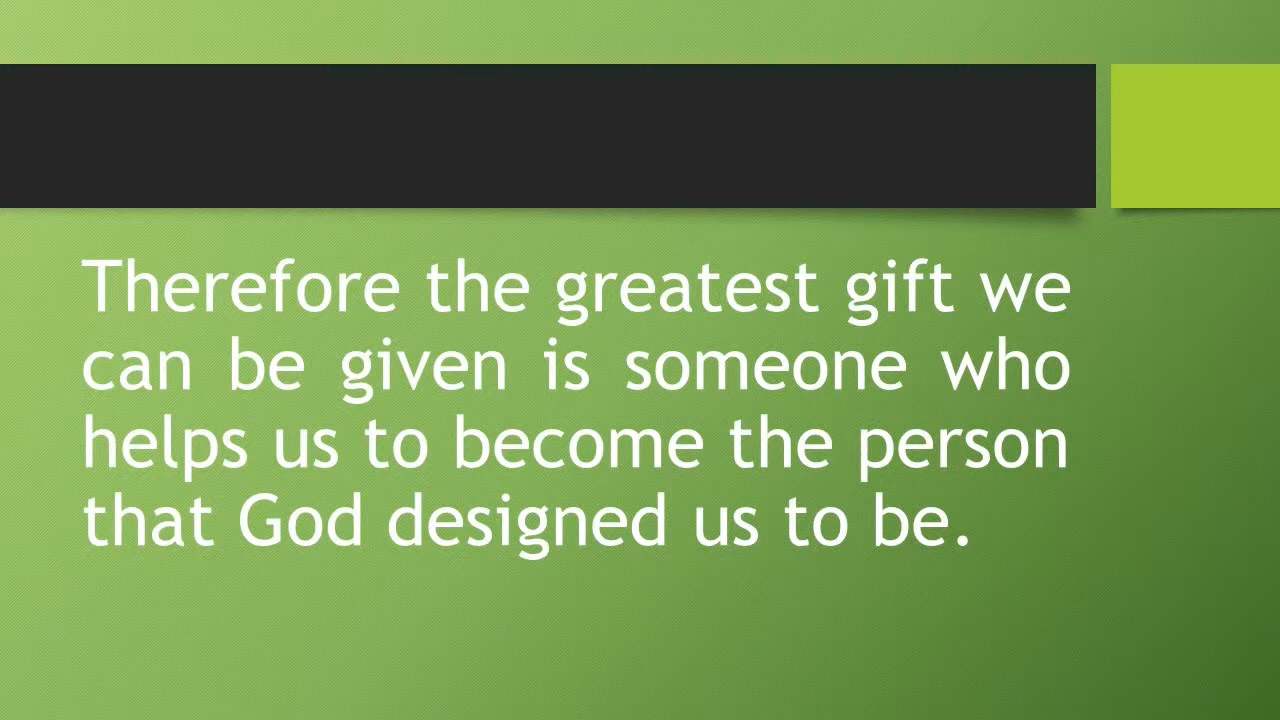 Therefore the greatest gift we
can be given is someone who
helps us to become the person
that God designed us to be.